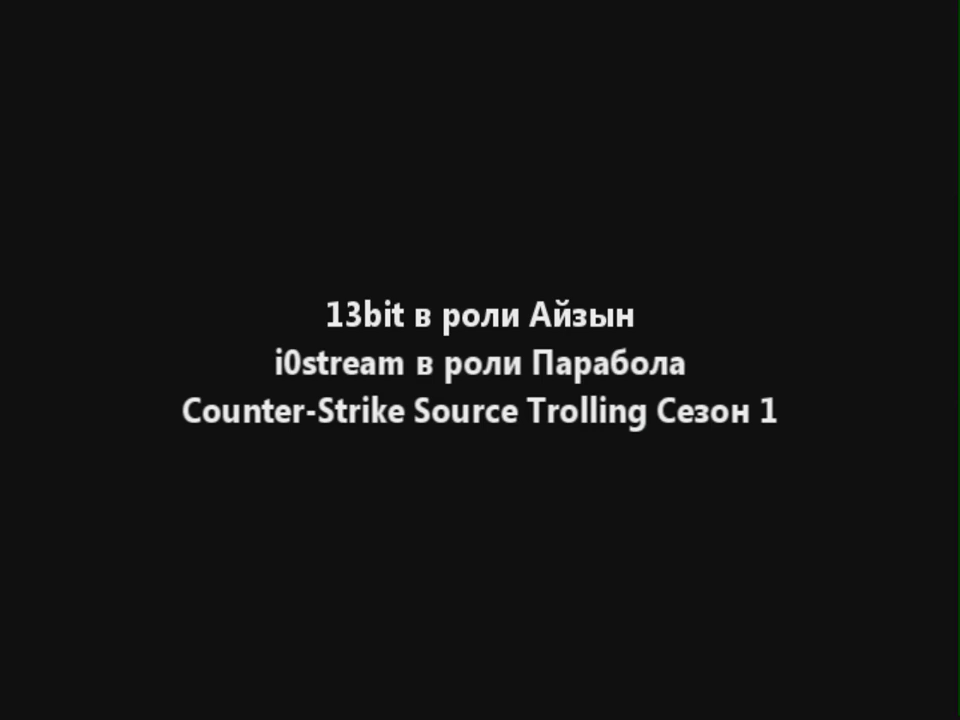 13bit в роли Айзын
i0stream в роли Парабола
Counter-Strike Source Trolling Сезон 1